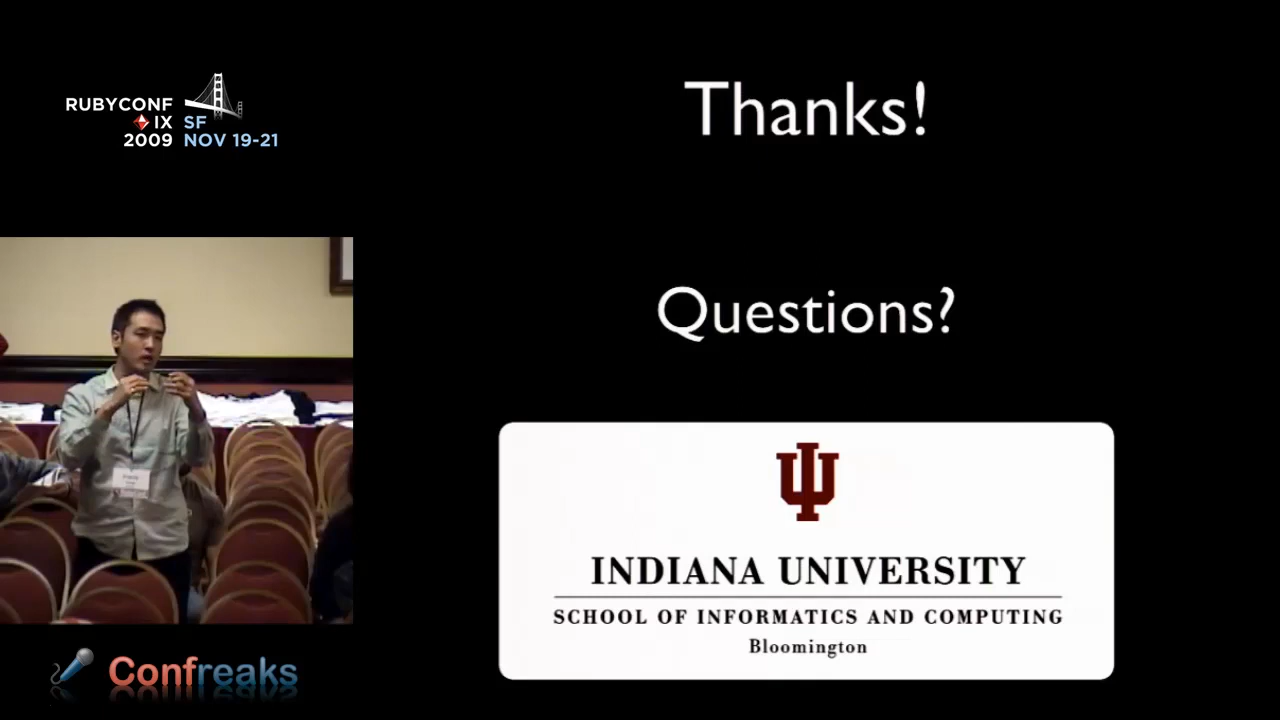 RUBYCONF
IX SF
2009 NOV 19-21
Thanks!
Questions?
INDIANA UNIVERSITY
SCHOOL OF INFORMATICS AND COMPUTING
Bloomington
Confreaks